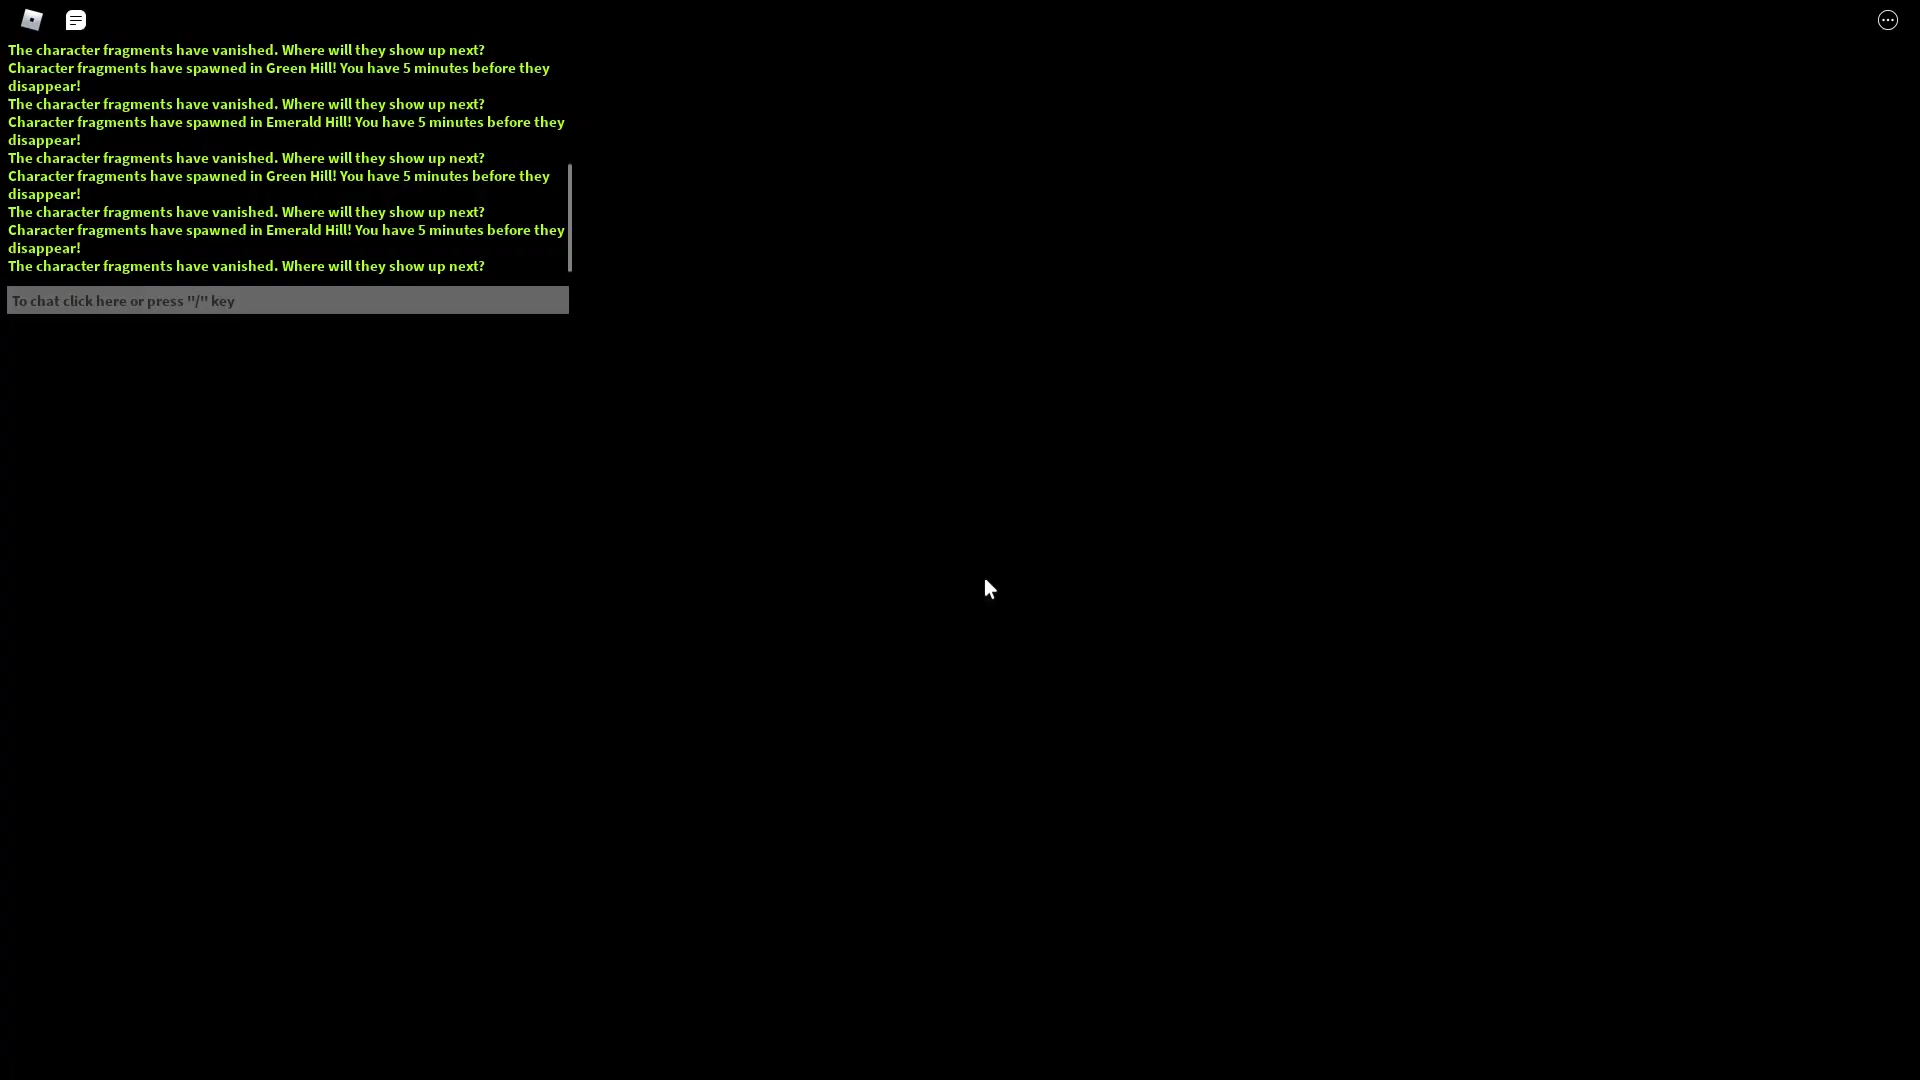 The character fragments have vanished. Where will they show up next?
Character fragments have spawned in Green Hill! You have 5 minutes before they
disappear!
The character fragments have vanished. Where will they show up next?
Character fragments have spawned in Emerald Hill! You have 5 minutes before they
disappear!
The character fragments have vanished. Where will they show up next?
Character fragments have spawned in Green Hill! You have 5 minutes before they
disappear!
The character fragments have vanished. Where will they show up next?
Character fragments have spawned in Emerald Hill! You have 5 minutes before they
disappear!
The character fragments have vanished. Where will they show up next?
To chat click here or press "/" key